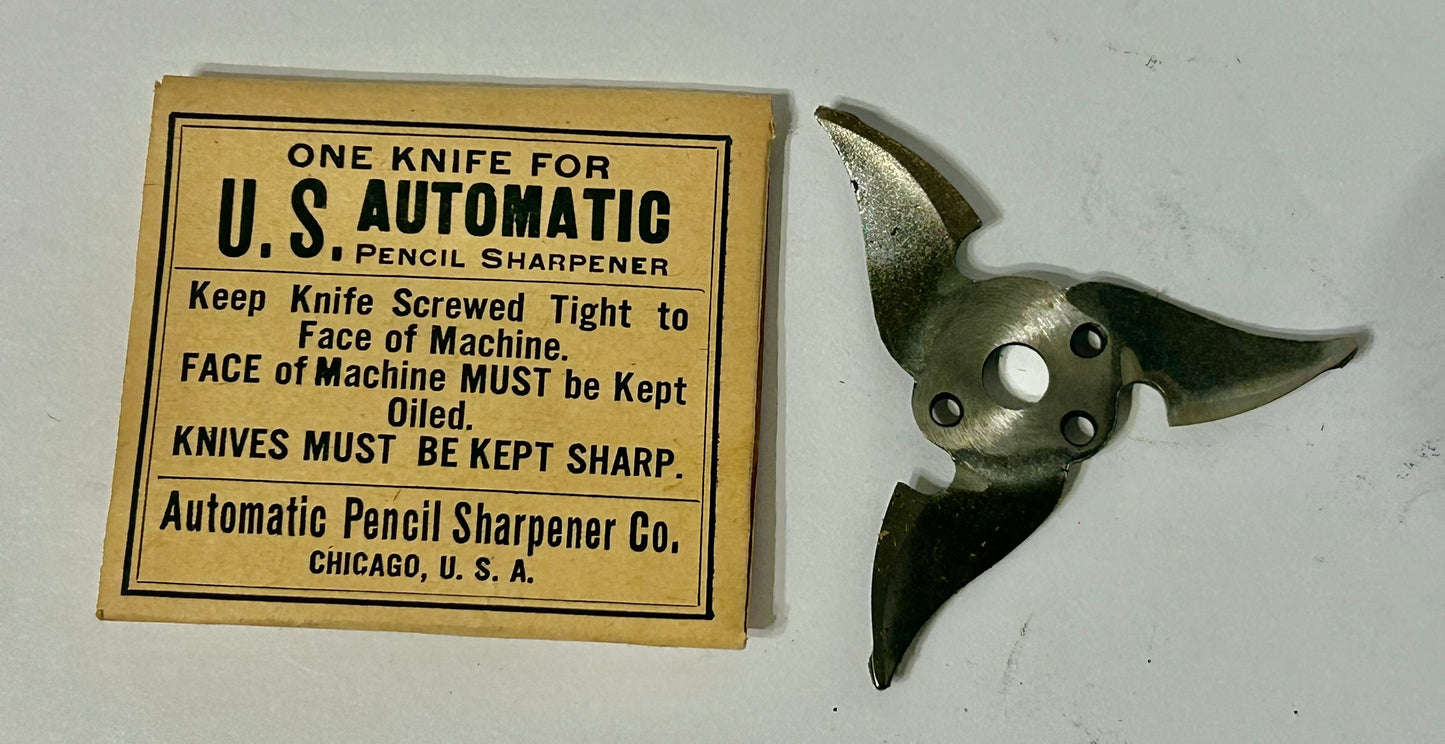 ONE KNIFE FOR
U. S. AUTOMATIC
PENCIL SHARPENER
Keep Knife Screwed Tight to
Face of Machine.
FACE of Machine MUST be Kept
Oiled.
KNIVES MUST BE KEPT SHARP.
Automatic Pencil Sharpener Co.
CHICAGO, U. S. A.